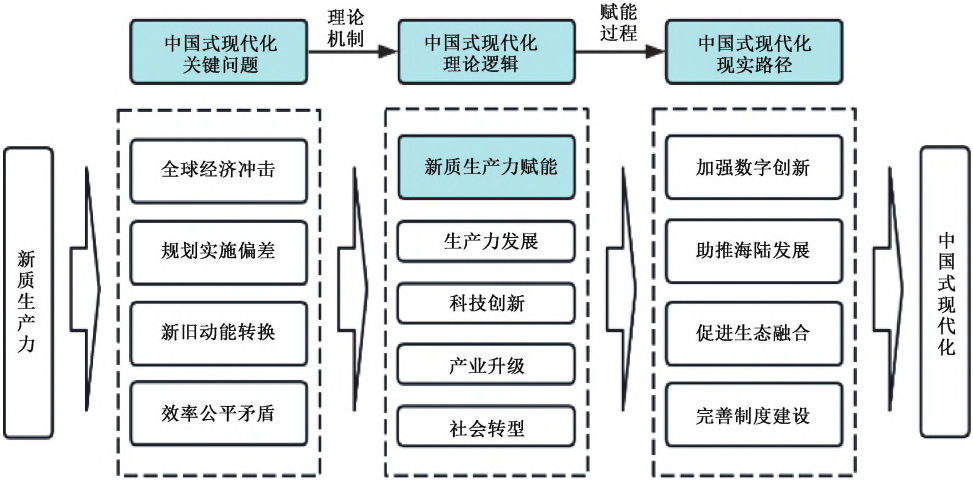 中国式现代化
关键问题
理论
机制
中国式现代化
理论逻辑
赋能
过程
中国式现代化
现实路径
新质生产力
全球经济冲击
规划实施偏差
新旧动能转换
效率公平矛盾
新质生产力赋能
生产力发展
科技创新
产业升级
社会转型
加强数字创新
助推海陆发展
促进生态融合
完善制度建设
中国式现代化